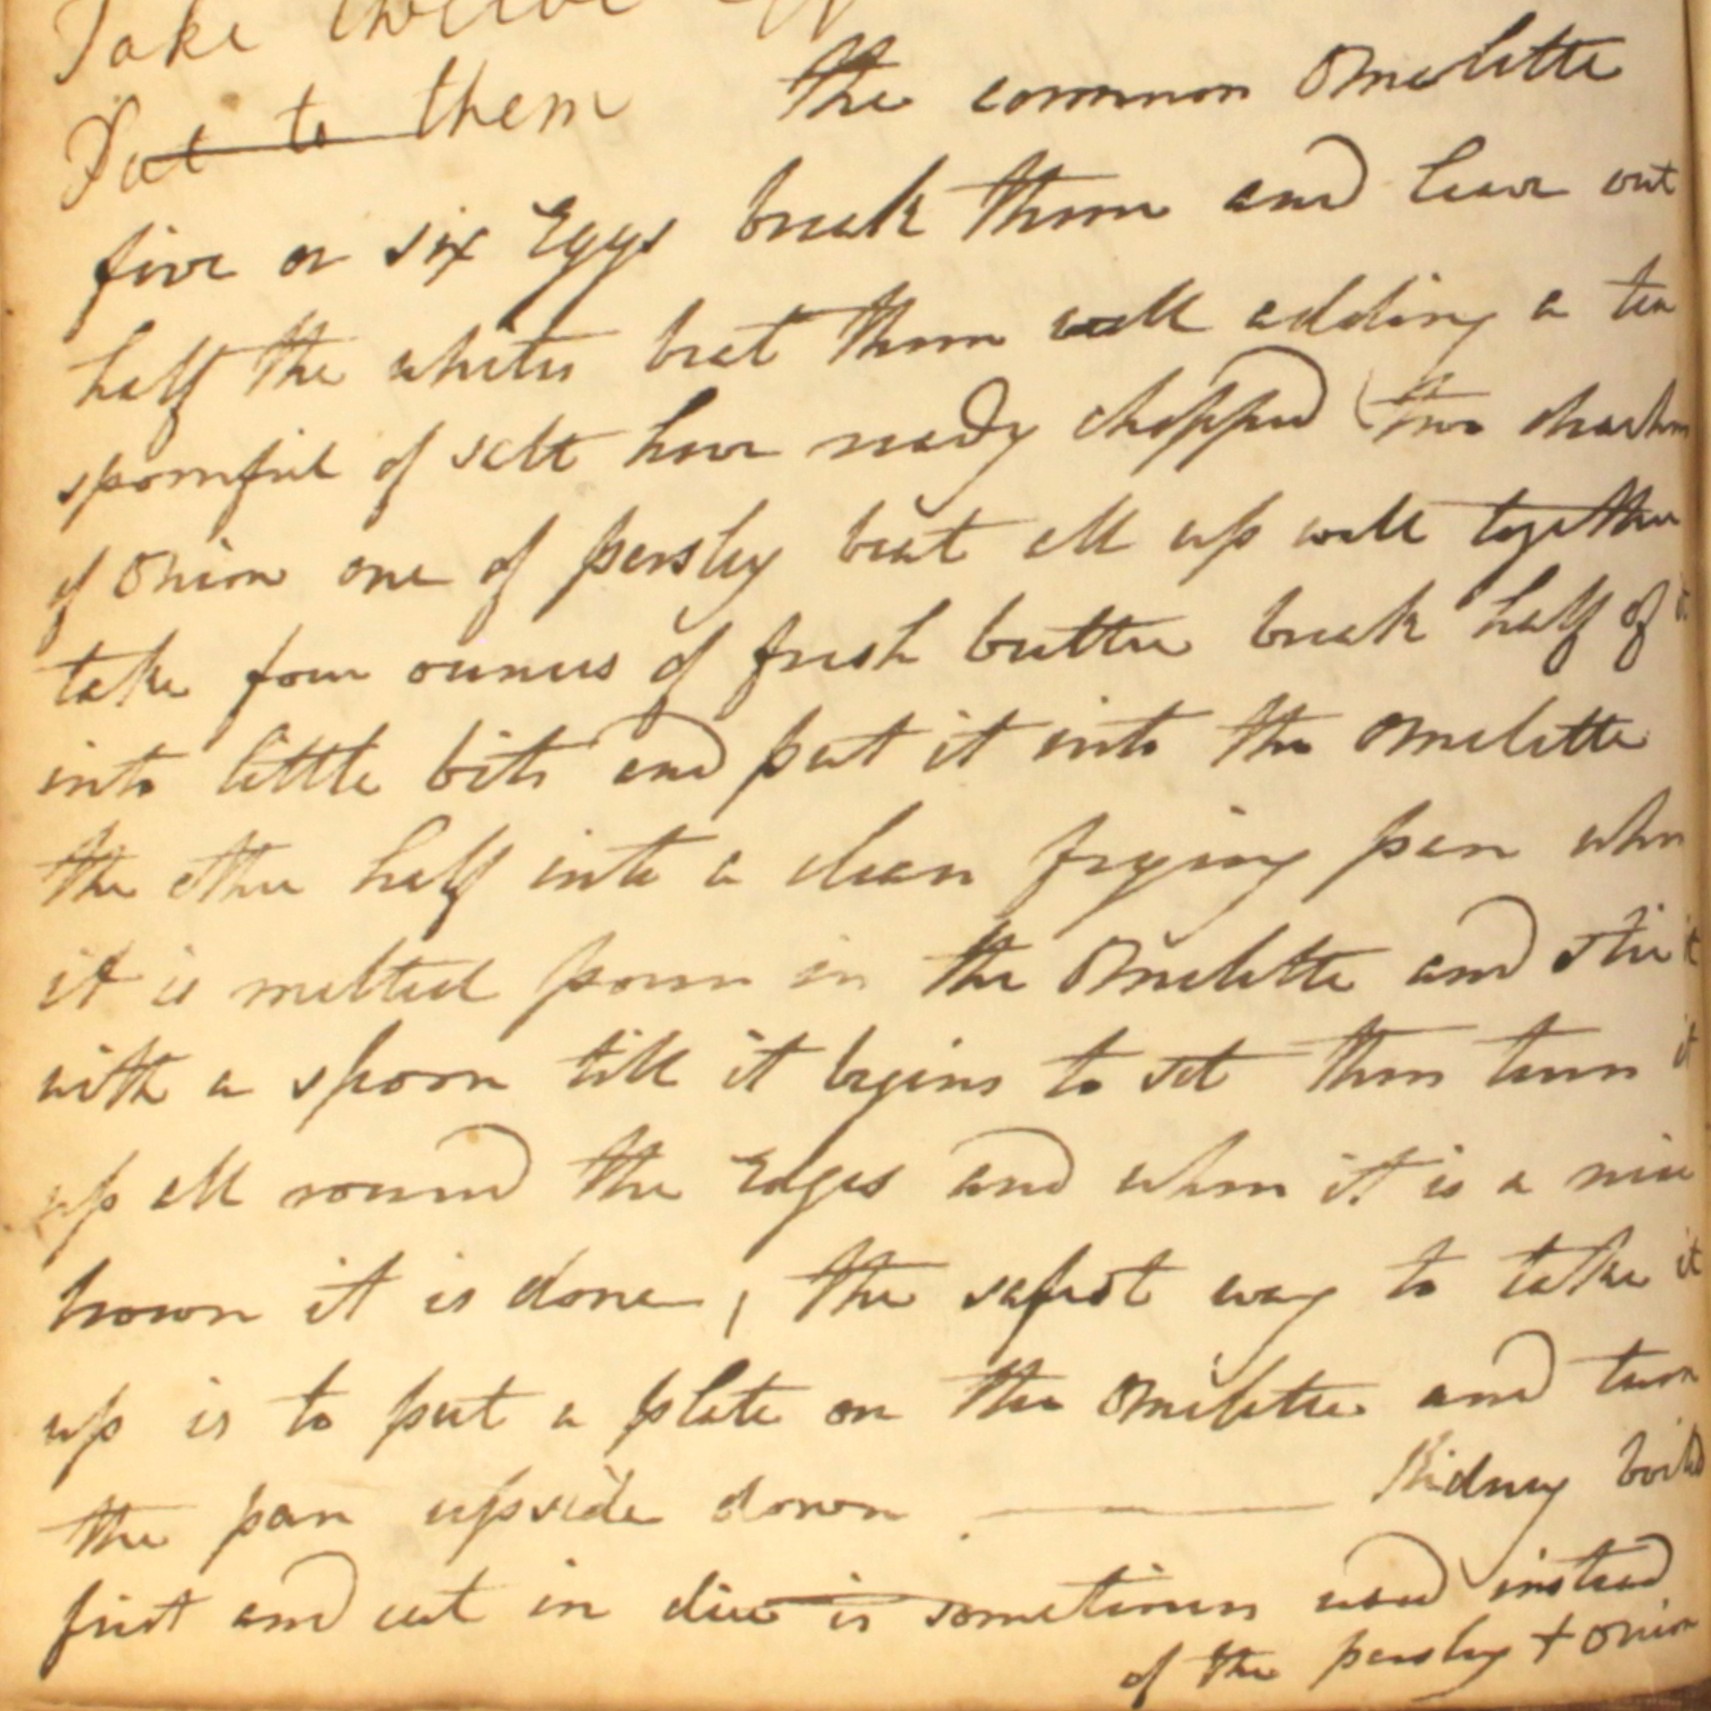 Take twelve
Put to them The common Omelette
five or six Eggs break them and leave out
half the whites beat them well adding a tea
spoonful of salt have ready chopped two drachm
of Onion one of parsley beat all up well together
take four ounces of fresh butter break half of
into little bits and put it into the Omelette
the other half into a clean frying pan when
it is melted pour in the Omelette and stir it
with a spoon till it begins to set then turn it
up all round the Edges and when it is a nice
brown it is done, the safest way to take it
up is to put a plate on the Omelette and turn
the pan upside down —— Kidney boild
first and cut in dice is sometimes used instead
of the parsley + Onion